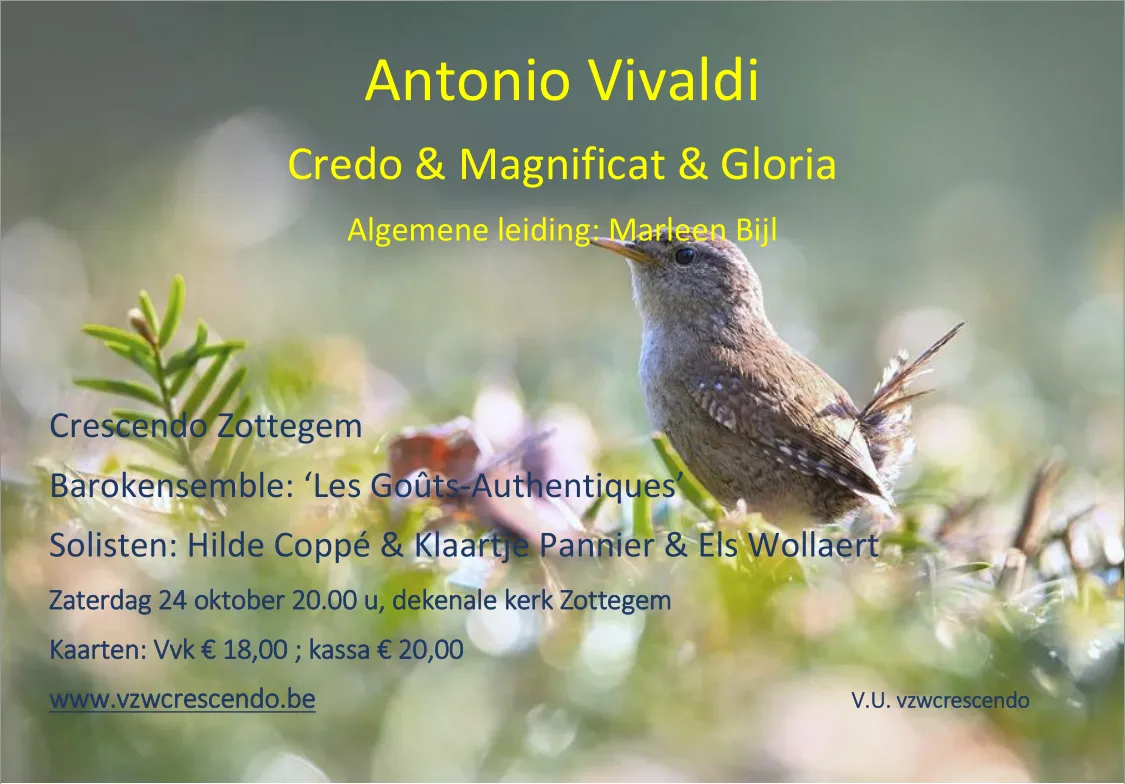 Antonio Vivaldi
Credo & Magnificat & Gloria
Algemene leiding: Marleen Bijl
Crescendo Zottegem
Barokensemble: ‘Les Goûts-Authentiques’
Solisten: Hilde Coppé & Klaartje Pannier & Els Wollaert
Zaterdag 24 oktober 20.00 u, dekenale kerk Zottegem
Kaarten: Vvk € 18,00 ; kassa € 20,00
www.vzwcrescendo.be
V.U. vzwcrescendo